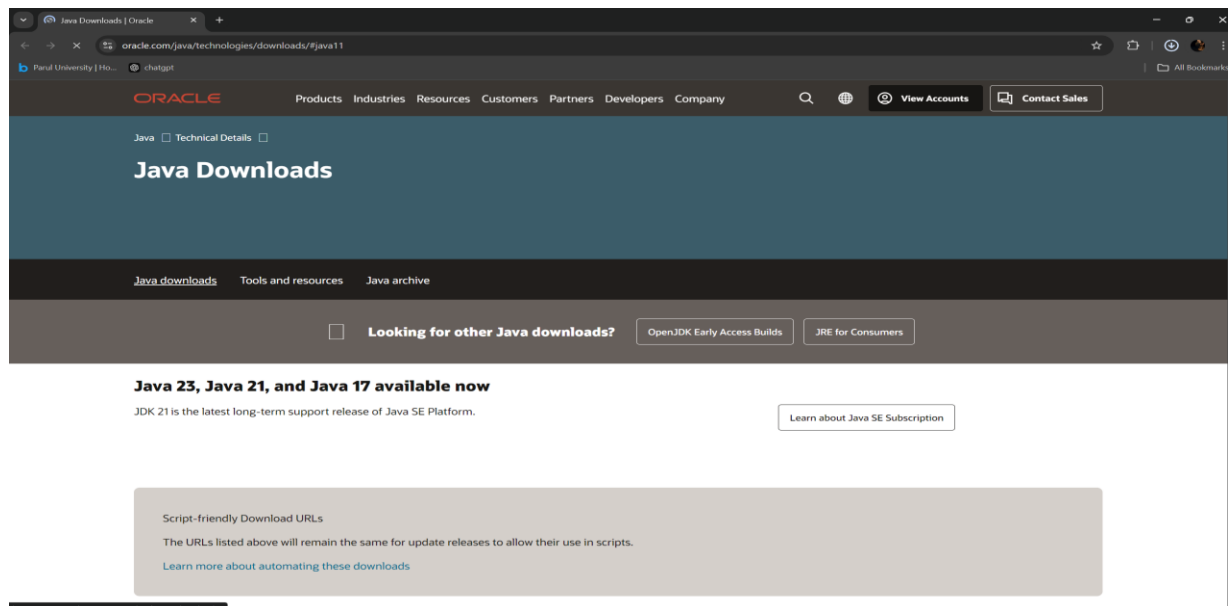 Java Downloads | Oracle
oracle.com/java/technologies/downloads/#java11
Parul University | Ho... chatgpt All Bookmarks
ORACLE Products Industries Resources Customers Partners Developers Company View Accounts Contact Sales
Java Technical Details
Java Downloads
Java downloads Tools and resources Java archive
Looking for other Java downloads? OpenJDK Early Access Builds JRE for Consumers
Java 23, Java 21, and Java 17 available now
JDK 21 is the latest long-term support release of Java SE Platform.
Learn about Java SE Subscription
Script-friendly Download URLs
The URLs listed above will remain the same for update releases to allow their use in scripts.
Learn more about automating these downloads